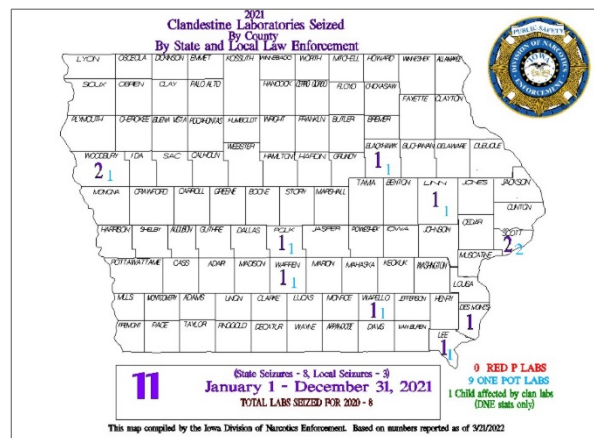 2021
Clandestine Laboratories Seized
By County
By State and Local Law Enforcement
PUBLIC SAFETY
IOWA
DIVISION OF NARCOTICS
ENFORCEMENT
LYON OSCEOLA DICKINSON EMMET KOSSUTH WINNEBAGO WORTH MITCHELL HOWARD WINNESHIEK ALLAMAKEE
SIOUX OBRIEN CLAY PALO ALTO HANCOCK CERRO GORDO FLOYD CHICKASAW
FAYETTE CLAYTON
PLYMOUTH CHEROKEE BUENA VISTA POCAHONTAS HUMBOLDT WRIGHT FRANKLIN BUTLER BREMER
WEBSTER
WOODBURY IDA SAC CALHOUN HAMILTON HARDIN GRUNDY BLACKHAWK BUCHANAN DELAWARE DUBUQUE
2 1 1 1
TAMA BENTON LINN JONES JACKSON
MONONA CRAWFORD CARROLL GREENE BOONE STORY MARSHALL 1 1
CLINTON
CEDAR
HARRISON SHELBY AUDUBON GUTHRIE DALLAS POLK JASPER POWESHIEK IOWA JOHNSON SCOTT
1 1 2 2
MUSCATINE
POTTAWATTAMIE CASS ADAIR MADISON WARREN MARION MAHASKA KEOKUK WASHINGTON
1 1 LOUISA
MILLS MONTGOMERY ADAMS UNION CLARKE LUCAS MONROE WAPELLO JEFFERSON HENRY DES MOINES
1 1 1
FREMONT PAGE TAYLOR RINGGOLD DECATUR WAYNE APPANOOSE DAVIS VAN BUREN LEE
1 1
11
(State Seizures - 8, Local Seizures - 3)
January 1 - December 31, 2021
TOTAL LABS SEIZED FOR 2020 - 8
0 RED P LABS
9 ONE POT LABS
1 Child affected by clan labs
(DNE stats only)
This map compiled by the Iowa Division of Narcotics Enforcement. Based on numbers reported as of 3/21/2022